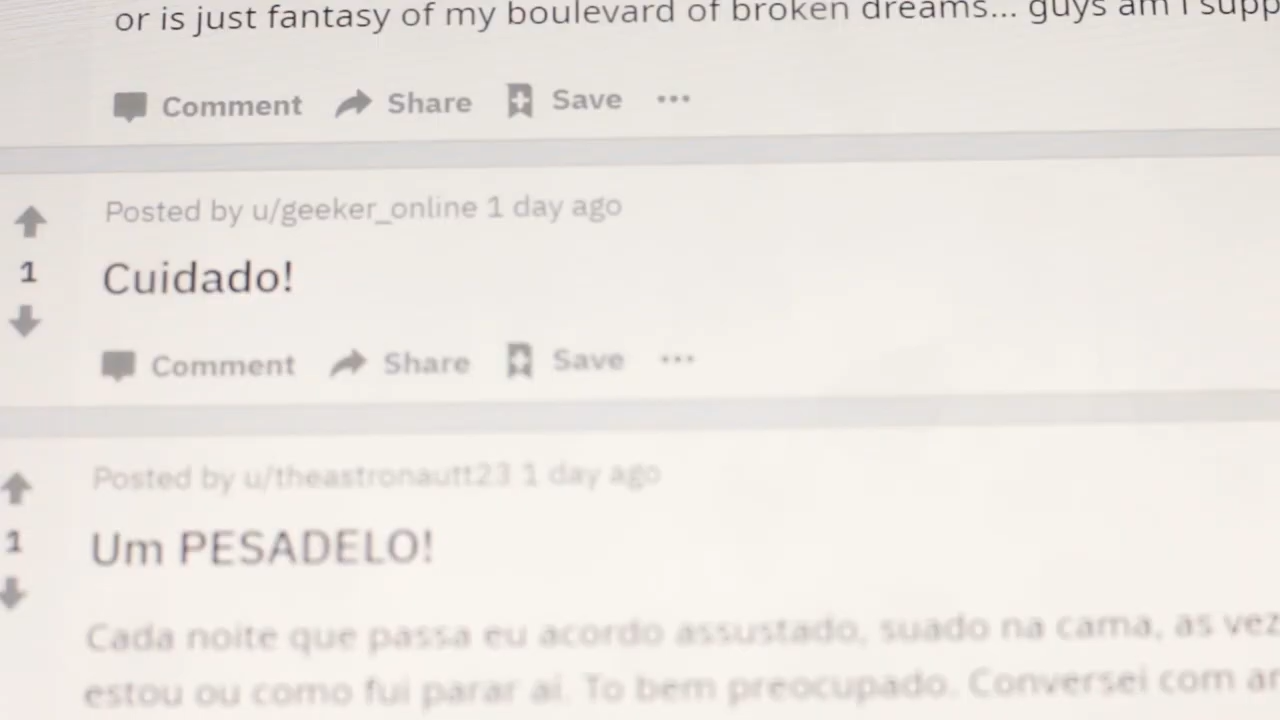 or is just fantasy of my boulevard of broken dreams... guys am I supp
Comment Share Save ...
Posted by u/geeker_online 1 day ago
1
Cuidado!
Comment Share Save ...
Posted by u/theastronautt23 1 day ago
1
Um PESADELO!
Cada noite que passa eu acordo assustado, suado na cama, as vez
estou ou como fui parar aí. To bem preocupado. Conversei com